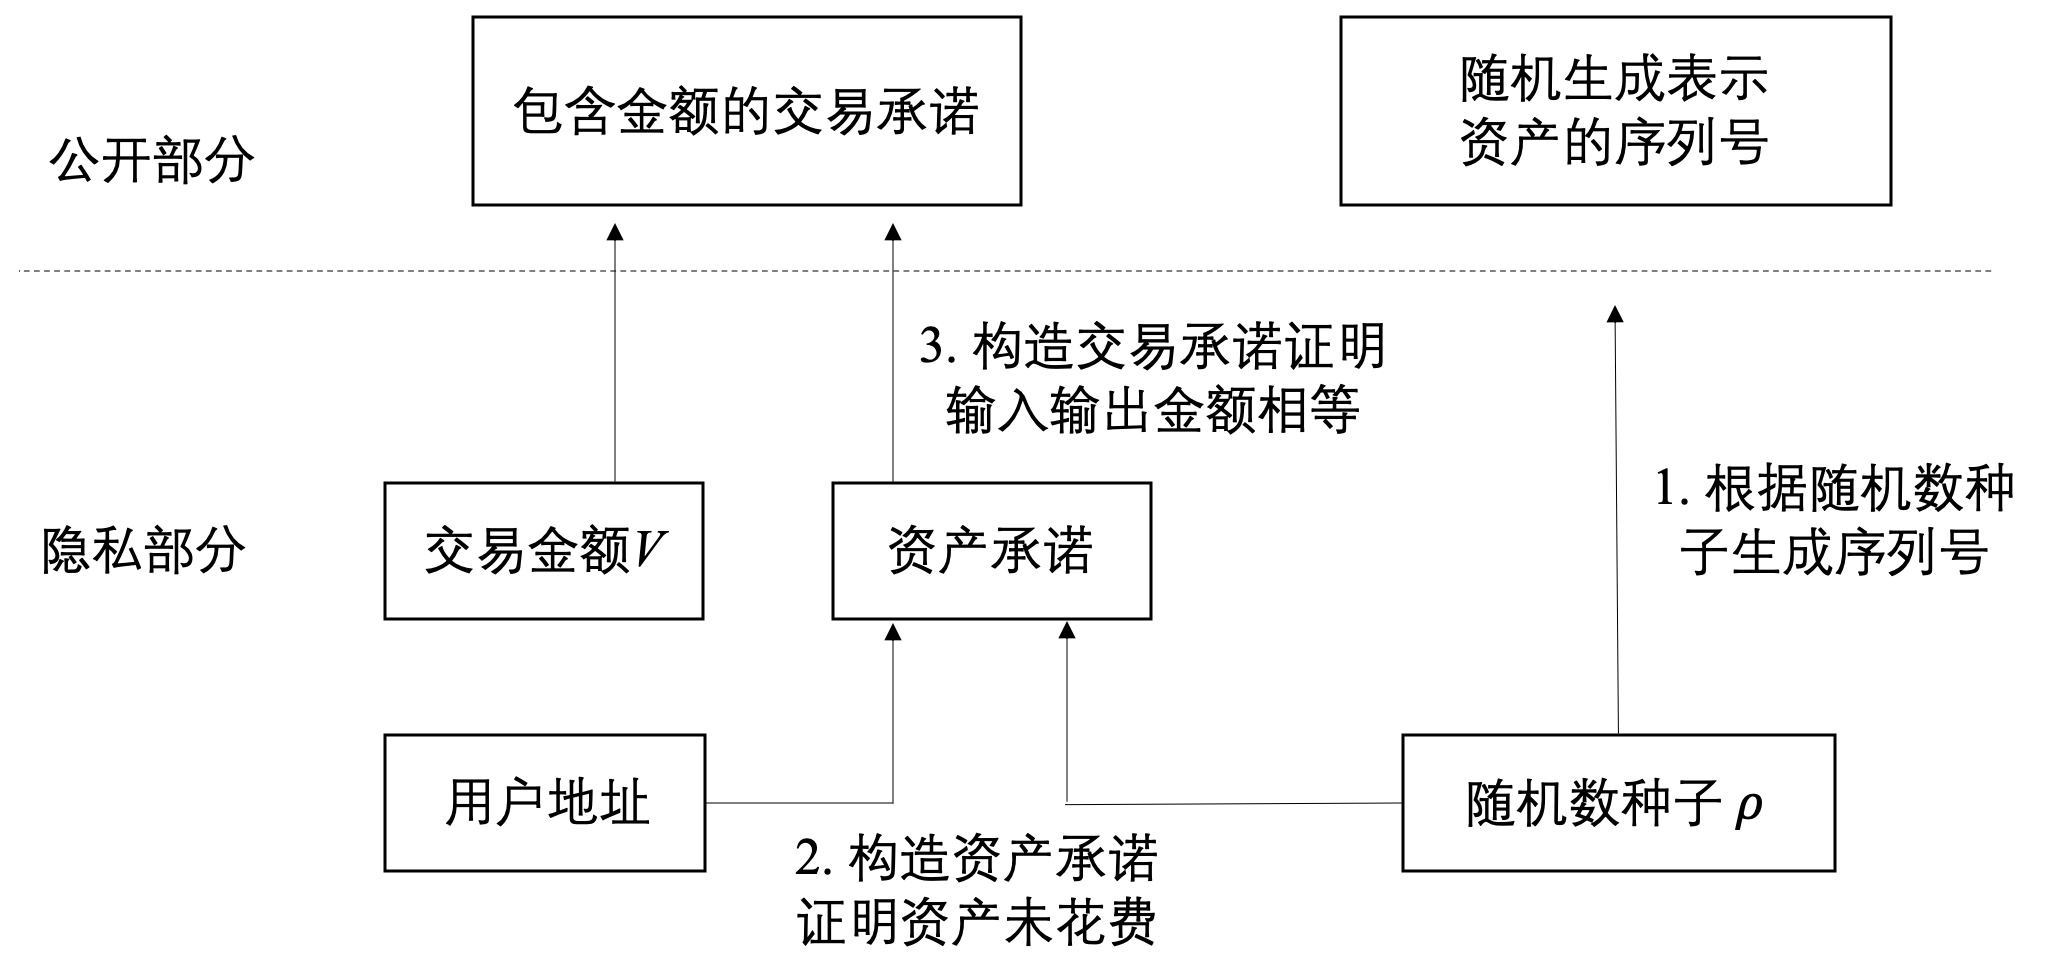 包含金额的交易承诺
随机生成表示
资产的序列号
公开部分
3. 构造交易承诺证明
输入输出金额相等
1. 根据随机数种
子生成序列号
隐私部分
交易金额V
资产承诺
用户地址
随机数种子 ρ
2. 构造资产承诺
证明资产未花费